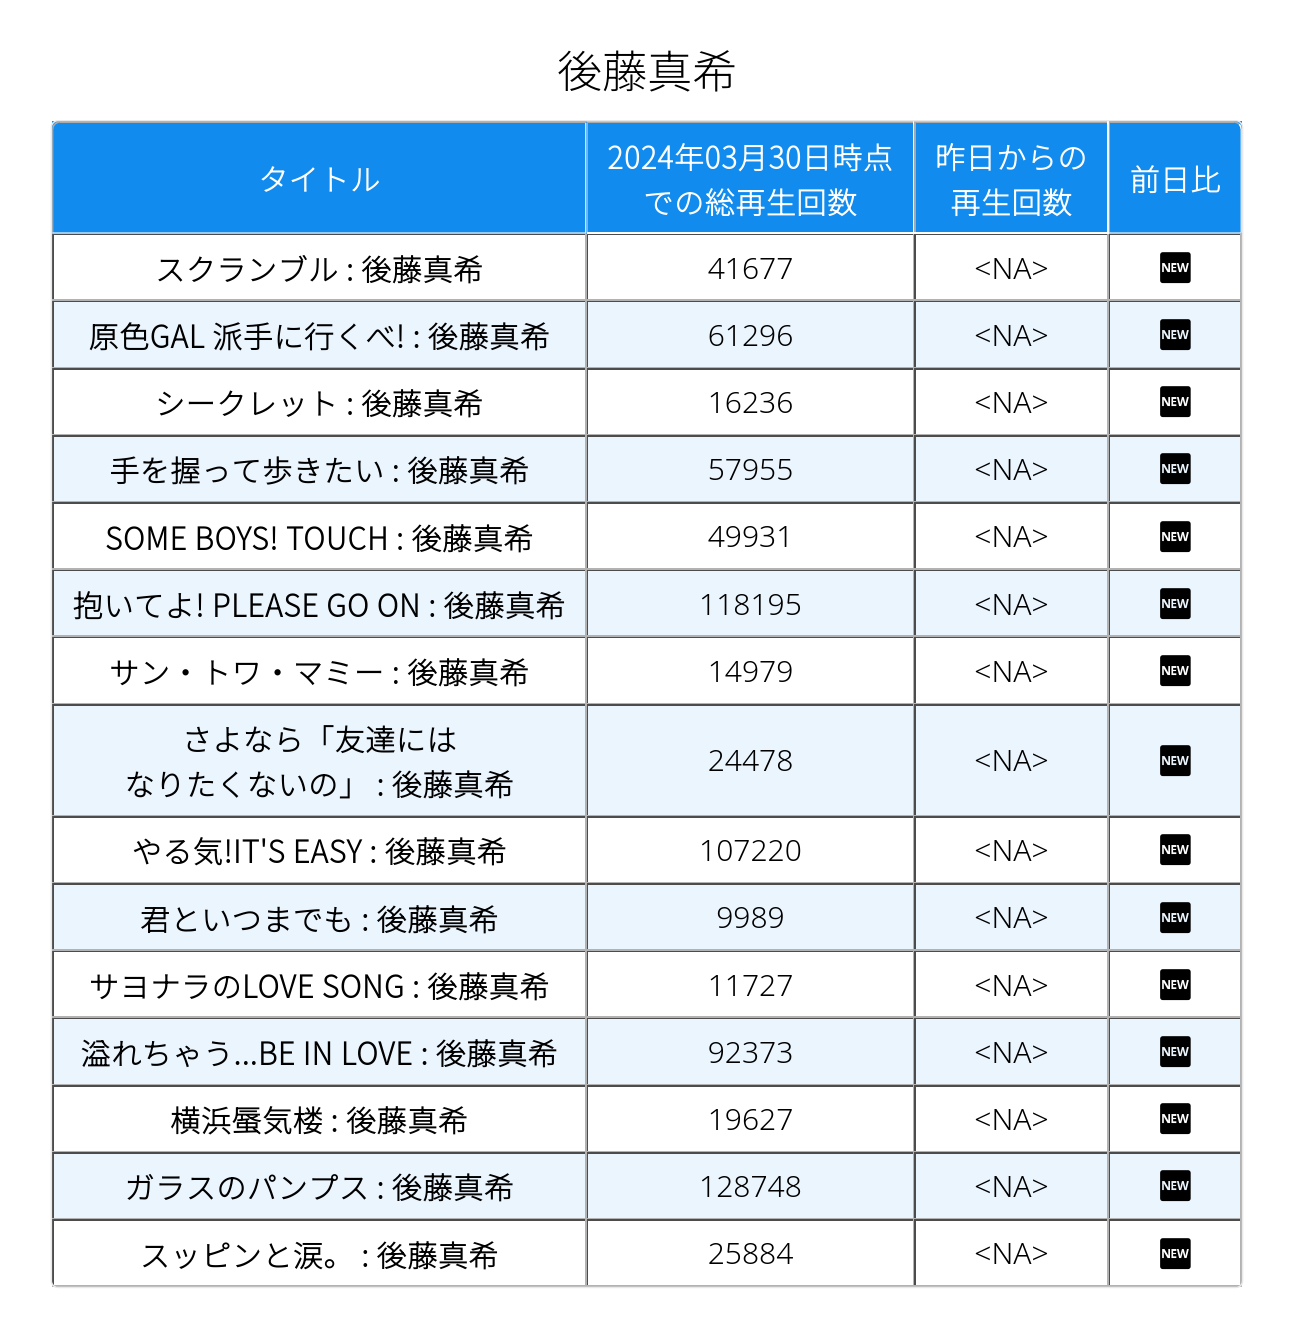 後藤真希
タイトル
2024年03月30日時点
での総再生回数
昨日からの
再生回数
前日比
スクランブル : 後藤真希 41677 <NA> NEW
原色GAL 派手に行くべ! : 後藤真希 61296 <NA> NEW
シークレット : 後藤真希 16236 <NA> NEW
手を握って歩きたい : 後藤真希 57955 <NA> NEW
SOME BOYS! TOUCH : 後藤真希 49931 <NA> NEW
抱いてよ! PLEASE GO ON : 後藤真希 118195 <NA> NEW
サン・トワ・マミー : 後藤真希 14979 <NA> NEW
さよなら「友達には
なりたくないの」 : 後藤真希 24478 <NA> NEW
やる気!IT'S EASY : 後藤真希 107220 <NA> NEW
君といつまでも : 後藤真希 9989 <NA> NEW
サヨナラのLOVE SONG : 後藤真希 11727 <NA> NEW
溢れちゃう...BE IN LOVE : 後藤真希 92373 <NA> NEW
横浜蜃気楼 : 後藤真希 19627 <NA> NEW
ガラスのパンプス : 後藤真希 128748 <NA> NEW
スッピンと涙。 : 後藤真希 25884 <NA> NEW